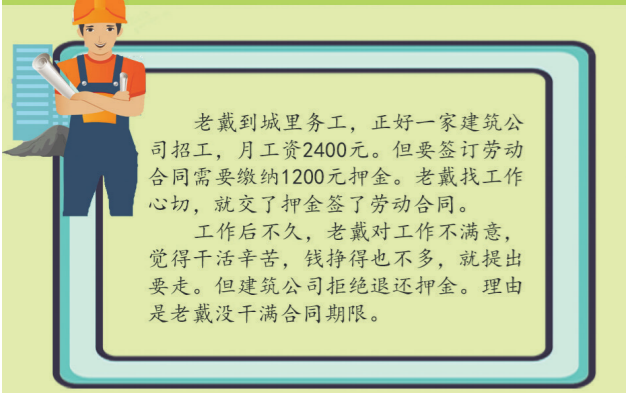 老戴到城里务工，正好一家建筑公
司招工，月工资2400元。但要签订劳动
合同需要缴纳1200元押金。老戴找工作
心切，就交了押金签了劳动合同。
工作后不久，老戴对工作不满意，
觉得干活辛苦，钱挣得也不多，就提出
要走。但建筑公司拒绝退还押金。理由
是老戴没干满合同期限。